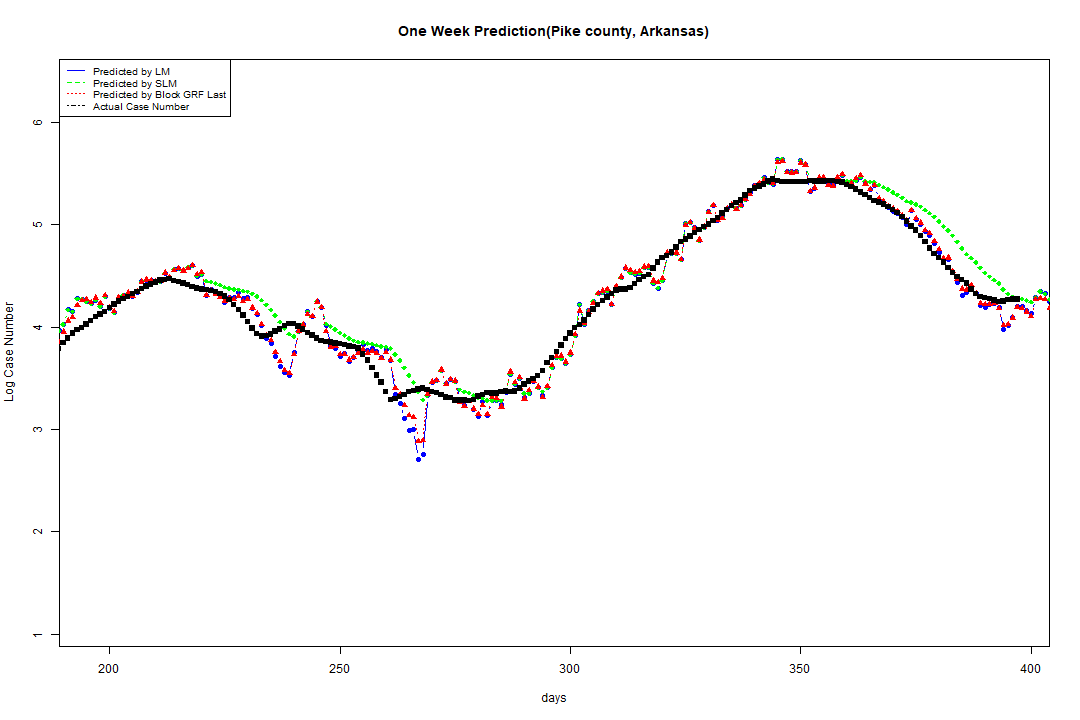 One Week Prediction(Pike county, Arkansas)
Predicted by LM
Predicted by SLM
Predicted by Block GRF Last
Actual Case Number
6
5
4
3
2
1
Log Case Number
200 250 300 350 400
days